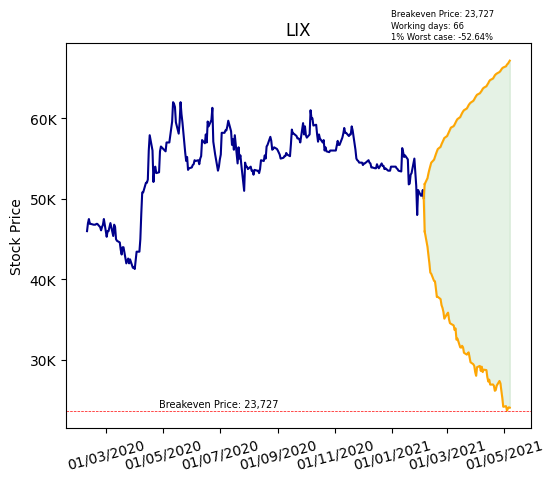 Breakeven Price: 23,727
Working days: 66
1% Worst case: -52.64%
LIX
Stock Price
60K
50K
40K
30K
Breakeven Price: 23,727
01/03/2020
01/05/2020
01/07/2020
01/09/2020
01/11/2020
01/01/2021
01/03/2021
01/05/2021